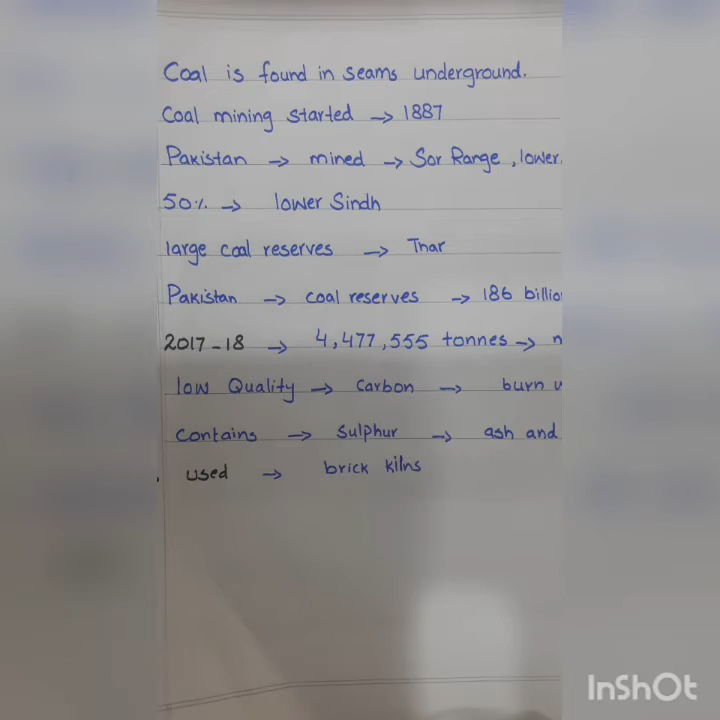 Coal is found in seams underground.
Coal mining started → 1887
Pakistan → mined → Sor Range, lower
50% → lower Sindh
large coal reserves → Thar
Pakistan → coal reserves → 186 billion
2017-18 → 4,477,555 tonnes →
low Quality → Carbon → burn
Contains → Sulphur → ash and
used → brick kilns
InShOt